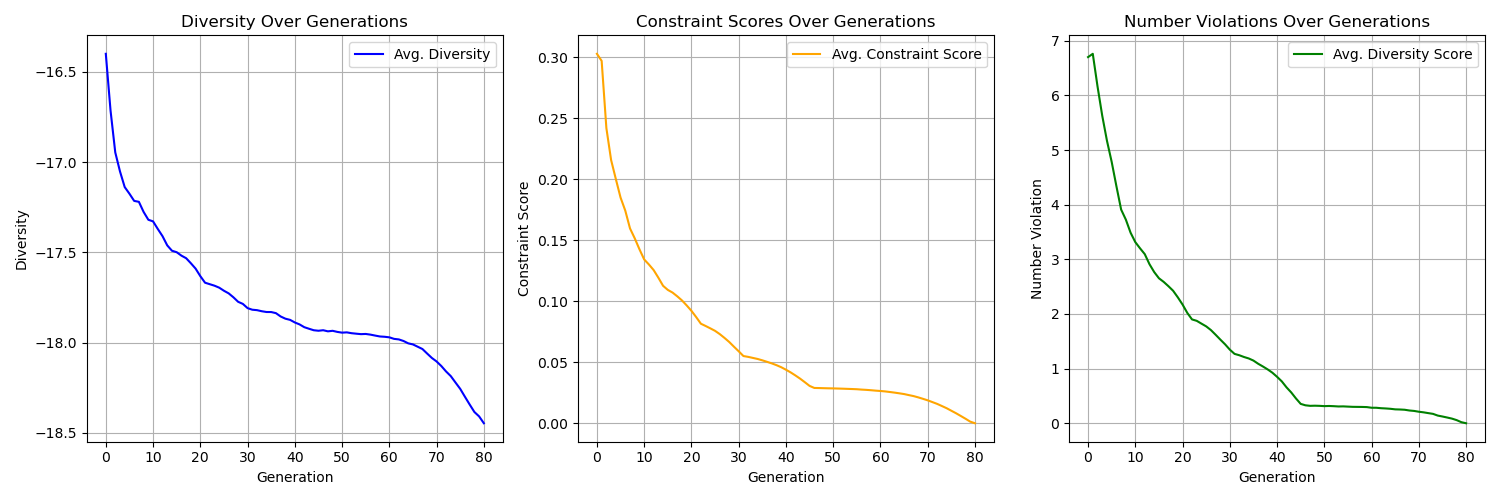 Diversity Over Generations
Avg. Diversity
−16.5
−17.0
−17.5
−18.0
−18.5
Diversity
0 10 20 30 40 50 60 70 80
Generation
Constraint Scores Over Generations
Avg. Constraint Score
0.30
0.25
0.20
0.15
0.10
0.05
0.00
Constraint Score
0 10 20 30 40 50 60 70 80
Generation
Number Violations Over Generations
Avg. Diversity Score
7
6
5
4
3
2
1
0
Number Violation
0 10 20 30 40 50 60 70 80
Generation